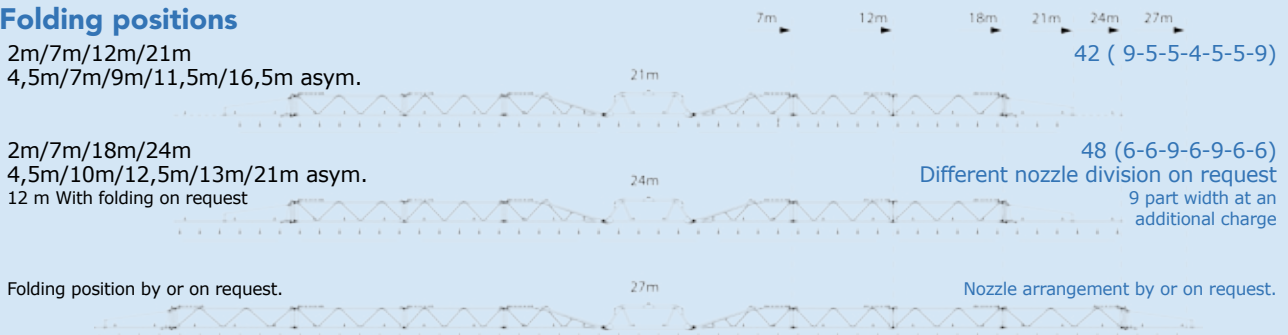 Folding positions
7m 12m 18m 21m 24m 27m
2m/7m/12m/21m
4,5m/7m/9m/11,5m/16,5m asym.
21m
42 ( 9-5-5-4-5-5-9)
2m/7m/18m/24m
4,5m/10m/12,5m/13m/21m asym.
12 m With folding on request
24m
48 (6-6-9-6-9-6-6)
Different nozzle division on request
9 part width at an
additional charge
Folding position by or on request.
27m
Nozzle arrangement by or on request.